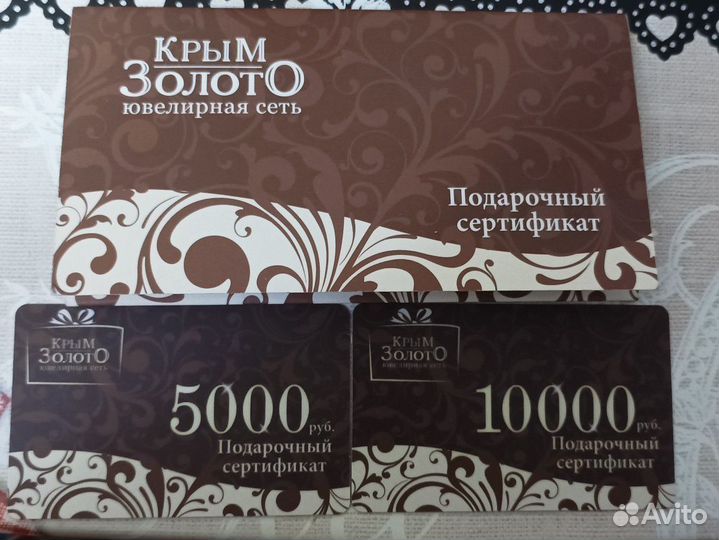 КРЫМ
ЗОЛОТО
ювелирная сеть
Подарочный
сертификат
КРЫМ
ЗОЛОТО
ювелирная сеть
5000 руб.
Подарочный
сертификат
КРЫМ
ЗОЛОТО
ювелирная сеть
10000 руб.
Подарочный
сертификат
Avito